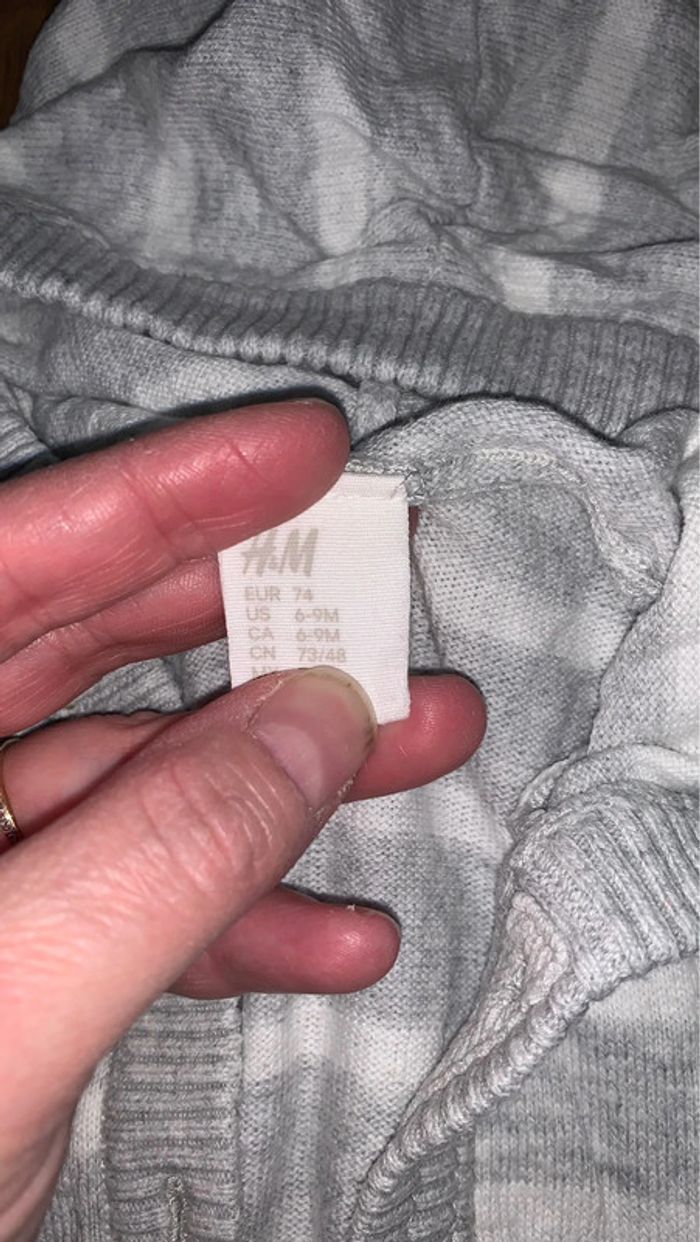 H&M
EUR 74
US 6-9M
CA 6-9M
CN 73/48